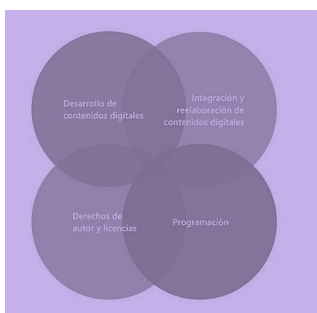 Desarrollo de
contenidos digitales
Integración y
reelaboración de
contenidos digitales
Derechos de
autor y licencias
Programación